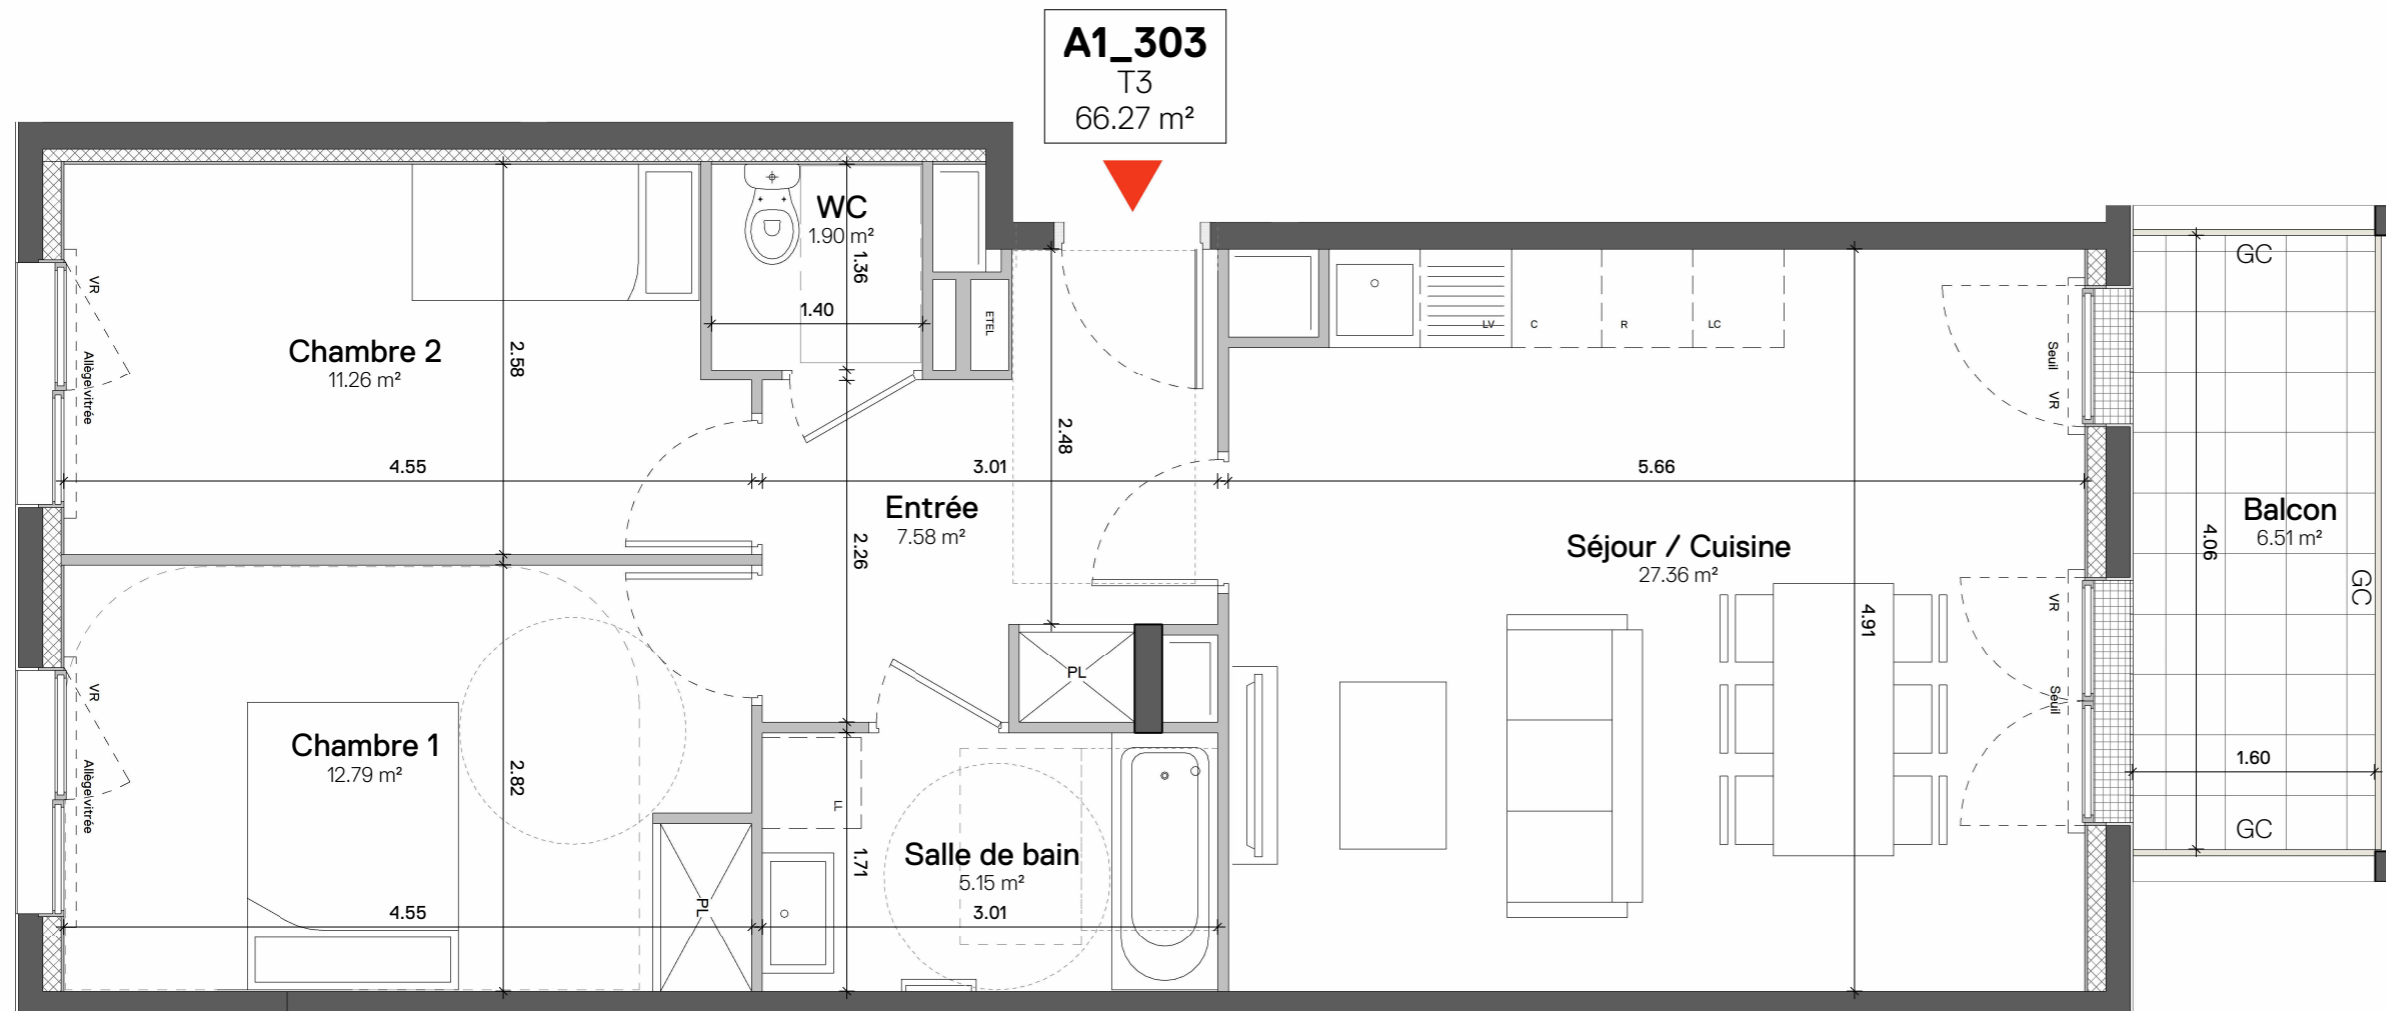 A1_303
T3
66.27 m²
WC
1.90 m²
1.36
1.40
ETEL
GC
VR
Allège\vitrée
Chambre 2
11.26 m²
2.58
LV
C
R
LC
Seuil
VR
2.48
4.55
3.01
5.66
Entrée
7.58 m²
2.26
Séjour / Cuisine
27.36 m²
4.91
Balcon
6.51 m²
4.06
GC
VR
Seuil
VR
Allège\vitrée
Chambre 1
12.79 m²
2.82
PL
LL
1.60
GC
Salle de bain
5.15 m²
1.71
4.55
PL
3.01